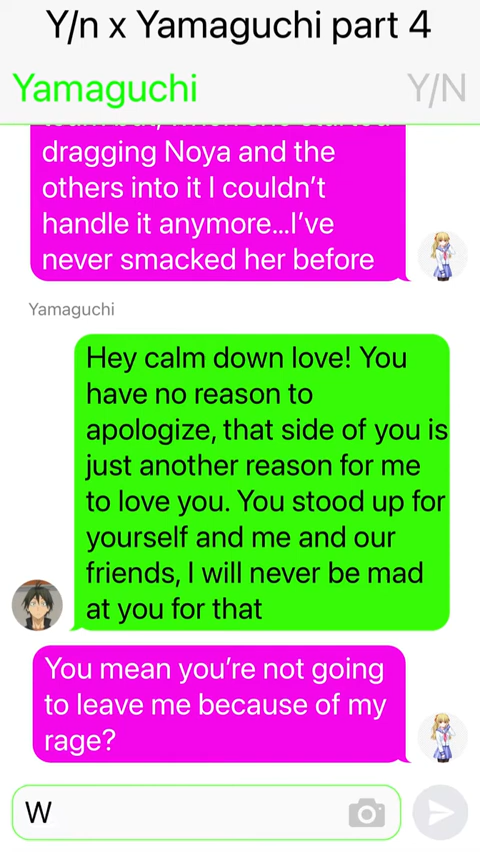 Y/n x Yamaguchi part 4
Yamaguchi
Y/N
dragging Noya and the
others into it I couldn't
handle it anymore...I've
never smacked her before
Yamaguchi
Hey calm down love! You
have no reason to
apologize, that side of you is
just another reason for me
to love you. You stood up for
yourself and me and our
friends, I will never be mad
at you for that
You mean you're not going
to leave me because of my
rage?
W